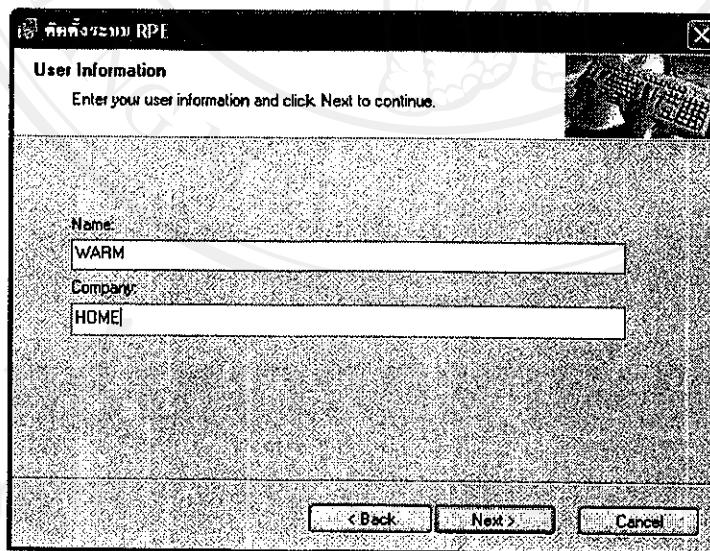 ติดตั้งระบบ RPE
User Information
Enter your user information and click Next to continue.
Name:
WARM
Company:
HOME
< Back
Next >
Cancel